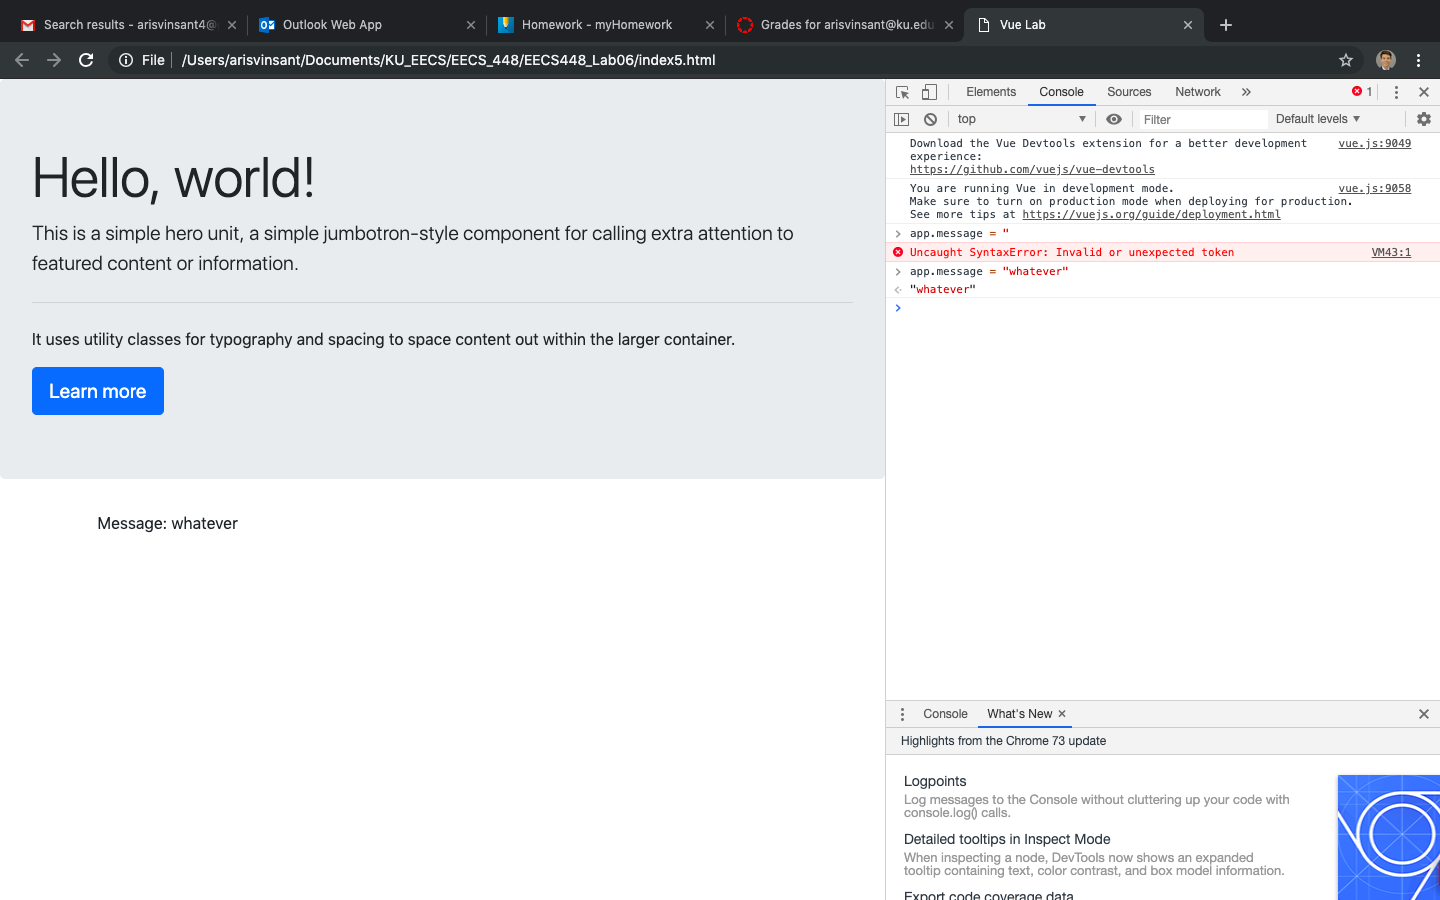 Search results - arisvinsant4@
Outlook Web App
Homework - myHomework
Grades for arisvinsant@ku.edu
Vue Lab
File
/Users/arisvinsant/Documents/KU_EECS/EECS_448/EECS448_Lab06/index5.html
Hello, world!
This is a simple hero unit, a simple jumbotron-style component for calling extra attention to
featured content or information.
It uses utility classes for typography and spacing to space content out within the larger container.
Learn more
Message: whatever
Elements Console Sources Network » 1
top Filter Default levels ▼
Download the Vue Devtools extension for a better development vue.js:9049
experience:
https://github.com/vuejs/vue-devtools
You are running Vue in development mode. vue.js:9058
Make sure to turn on production mode when deploying for production.
See more tips at https://vuejs.org/guide/deployment.html
> app.message = "
Uncaught SyntaxError: Invalid or unexpected token VM43:1
> app.message = "whatever"
"whatever"
>
Console What's New
Highlights from the Chrome 73 update
Logpoints
Log messages to the Console without cluttering up your code with
console.log() calls.
Detailed tooltips in Inspect Mode
When inspecting a node, DevTools now shows an expanded
tooltip containing text, color contrast, and box model information.
Export code coverage data